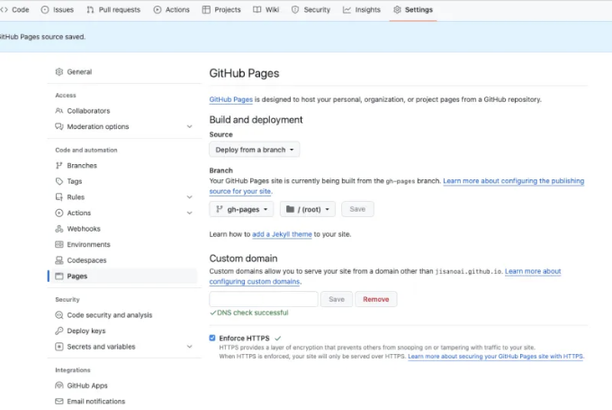 Code Issues Pull requests Actions Projects Wiki Security Insights Settings
GitHub Pages source saved.
General
Access
Collaborators
Moderation options
Code and automation
Branches
Tags
Rules
Actions
Webhooks
Environments
Codespaces
Pages
Security
Code security and analysis
Deploy keys
Secrets and variables
Integrations
GitHub Apps
Email notifications
GitHub Pages
GitHub Pages is designed to host your personal, organization, or project pages from a GitHub repository.
Build and deployment
Source
Deploy from a branch
Branch
Your GitHub Pages site is currently being built from the gh-pages branch. Learn more about configuring the publishing
source for your site.
gh-pages / (root) Save
Learn how to add a Jekyll theme to your site.
Custom domain
Custom domains allow you to serve your site from a domain other than jisanoai.github.io. Learn more about
configuring custom domains.
Save Remove
✓DNS check successful
Enforce HTTPS ✓
HTTPS provides a layer of encryption that prevents others from snooping on or tampering with traffic to your site.
When HTTPS is enforced, your site will only be served over HTTPS. Learn more about securing your GitHub Pages site with HTTPS.